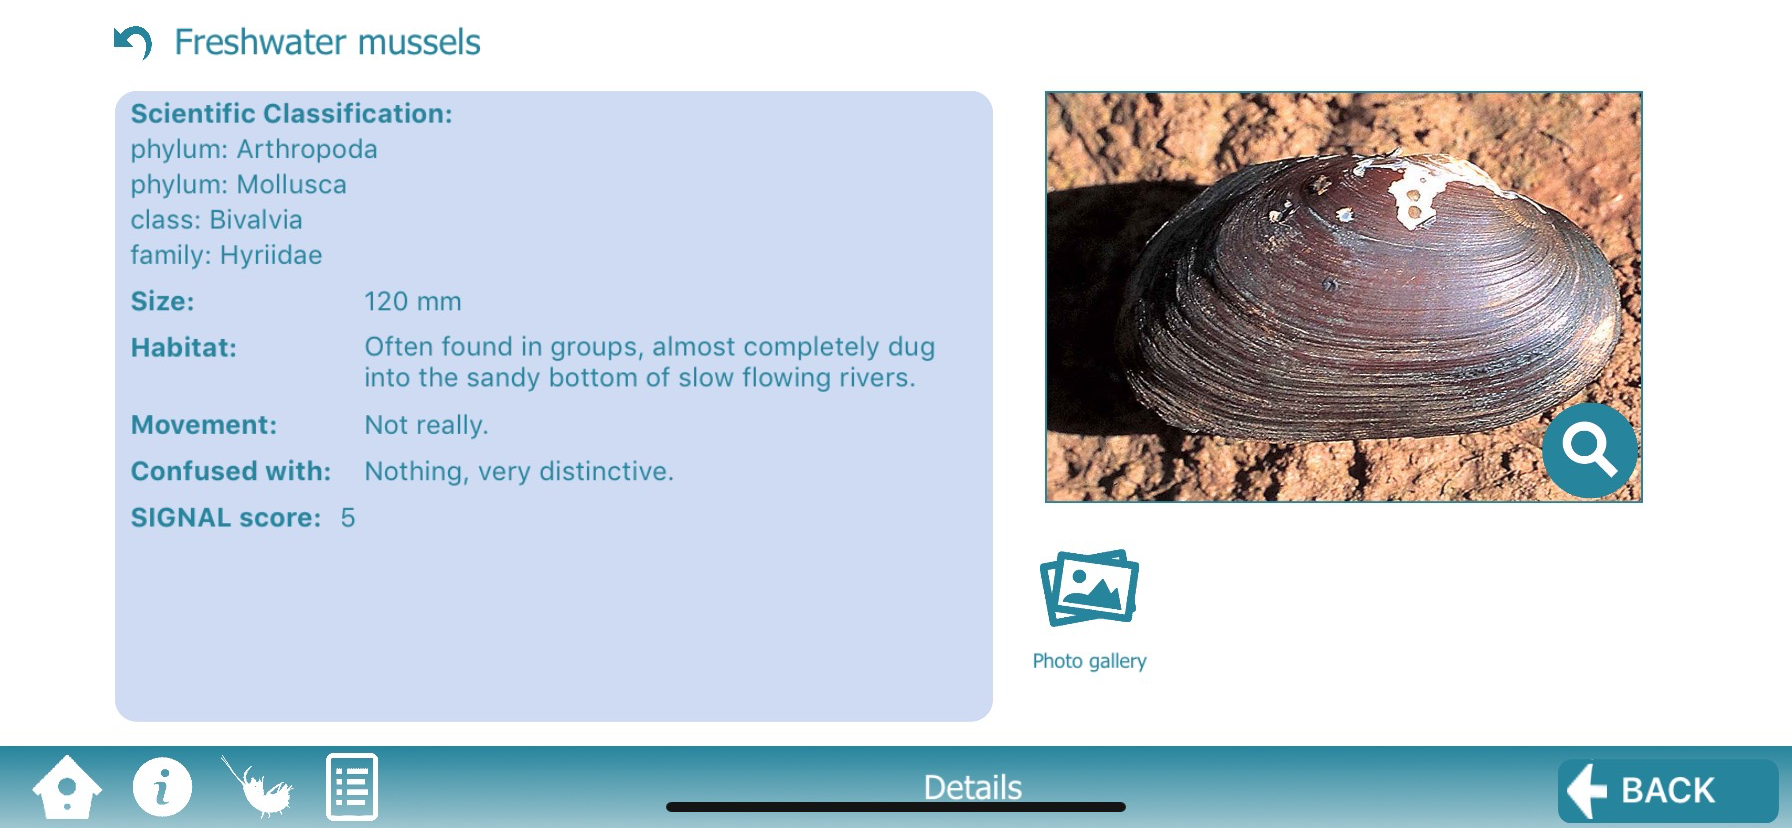 Freshwater mussels
Scientific Classification:
phylum: Arthropoda
phylum: Mollusca
class: Bivalvia
family: Hyriidae
Size: 120 mm
Habitat: Often found in groups, almost completely dug
into the sandy bottom of slow flowing rivers.
Movement: Not really.
Confused with: Nothing, very distinctive.
SIGNAL score: 5
Photo gallery
Details
BACK